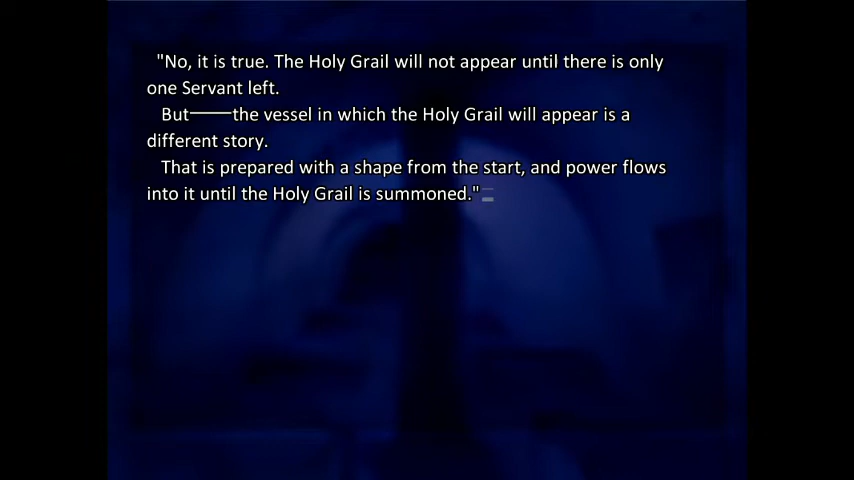 "No, it is true. The Holy Grail will not appear until there is only
one Servant left.
But───the vessel in which the Holy Grail will appear is a
different story.
That is prepared with a shape from the start, and power flows
into it until the Holy Grail is summoned."